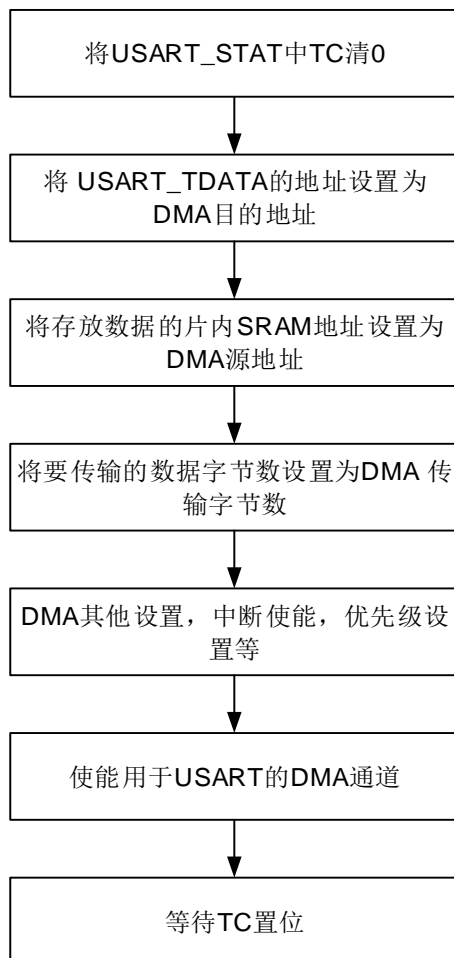 将USART_STAT中TC清0
将 USART_TDATA的地址设置为
DMA目的地址
将存放数据的片内SRAM地址设置为
DMA源地址
将要传输的数据字节数设置为DMA 传
输字节数
DMA其他设置，中断使能，优先级设
置等
使能用于USART的DMA通道
等待TC置位